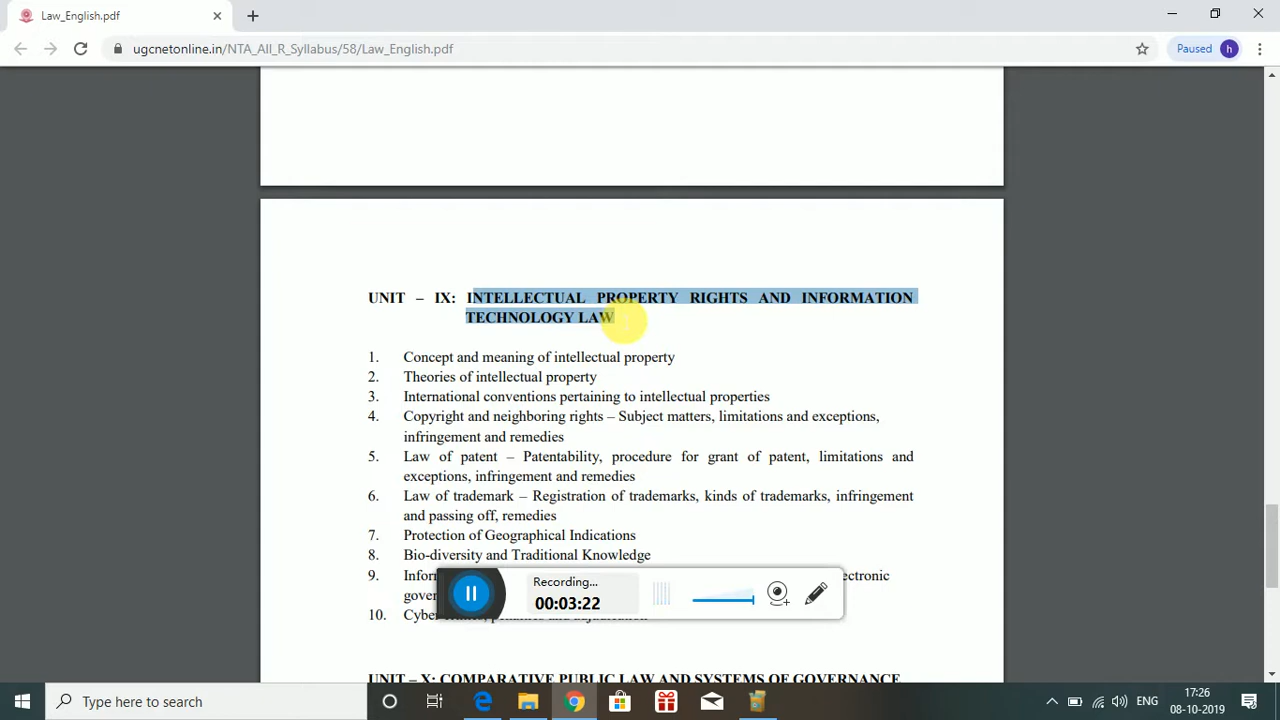 Law_English.pdf
ugcnetonline.in/NTA_All_R_Syllabus/58/Law_English.pdf
Paused
h
UNIT – IX: INTELLECTUAL PROPERTY RIGHTS AND INFORMATION
TECHNOLOGY LAW
1. Concept and meaning of intellectual property
2. Theories of intellectual property
3. International conventions pertaining to intellectual properties
4. Copyright and neighboring rights – Subject matters, limitations and exceptions,
infringement and remedies
5. Law of patent – Patentability, procedure for grant of patent, limitations and
exceptions, infringement and remedies
6. Law of trademark – Registration of trademarks, kinds of trademarks, infringement
and passing off, remedies
7. Protection of Geographical Indications
8. Bio-diversity and Traditional Knowledge
9.
10. Cyber
Recording...
00:03:22
UNIT – X: COMPARATIVE PUBLIC LAW AND SYSTEMS OF GOVERNANCE
Type here to search
ENG
17:26
08-10-2019